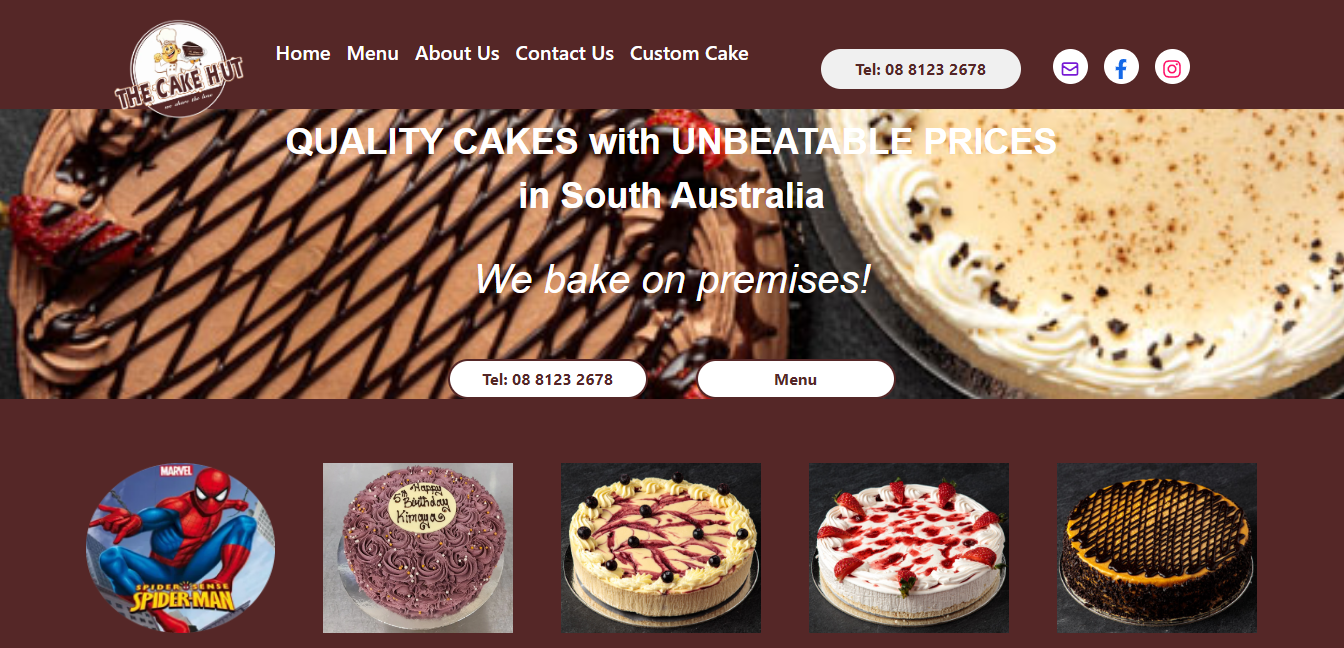 THE CAKE HUT
we share the love
Home Menu About Us Contact Us Custom Cake
Tel: 08 8123 2678
QUALITY CAKES with UNBEATABLE PRICES
in South Australia
We bake on premises!
Tel: 08 8123 2678
Menu
MARVEL
SPIDER SENSE
SPIDER-MAN
Happy
5th Birthday
Kimaya